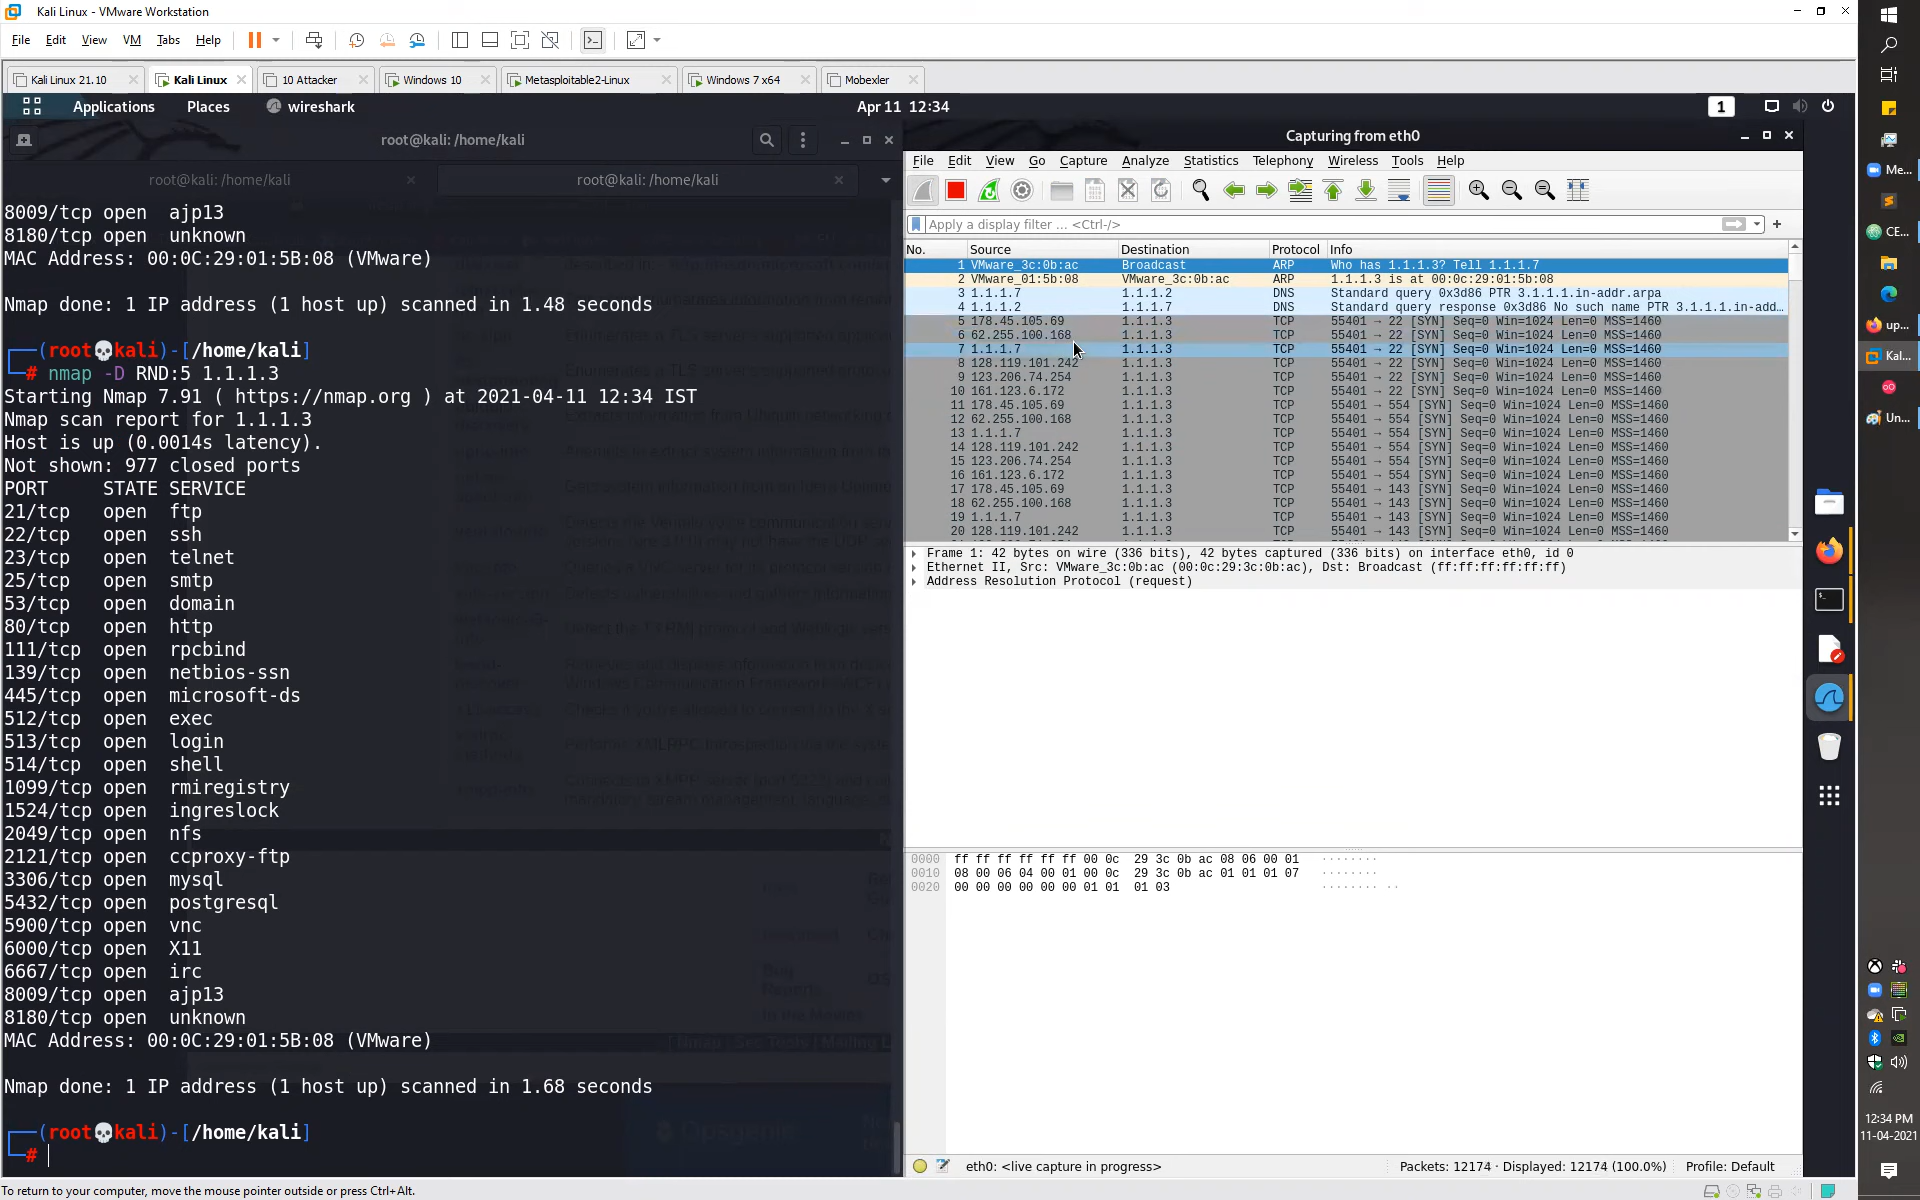 Kali Linux - VMware Workstation
File Edit View VM Tabs Help
Kali Linux 21.10
Kali Linux
10 Attacker
Windows 10
Metasploitable2-Linux
Windows 7 x64
Mobexler
Applications Places wireshark
Apr 11 12:34
1
root@kali: /home/kali
root@kali: /home/kali
root@kali: /home/kali
8009/tcp open ajp13
8180/tcp open unknown
MAC Address: 00:0C:29:01:5B:08 (VMware)
Nmap done: 1 IP address (1 host up) scanned in 1.48 seconds
(root💀kali)-[/home/kali]
# nmap -D RND:5 1.1.1.3
Starting Nmap 7.91 ( https://nmap.org ) at 2021-04-11 12:34 IST
Nmap scan report for 1.1.1.3
Host is up (0.0014s latency).
Not shown: 977 closed ports
PORT STATE SERVICE
21/tcp open ftp
22/tcp open ssh
23/tcp open telnet
25/tcp open smtp
53/tcp open domain
80/tcp open http
111/tcp open rpcbind
139/tcp open netbios-ssn
445/tcp open microsoft-ds
512/tcp open exec
513/tcp open login
514/tcp open shell
1099/tcp open rmiregistry
1524/tcp open ingreslock
2049/tcp open nfs
2121/tcp open ccproxy-ftp
3306/tcp open mysql
5432/tcp open postgresql
5900/tcp open vnc
6000/tcp open X11
6667/tcp open irc
8009/tcp open ajp13
8180/tcp open unknown
MAC Address: 00:0C:29:01:5B:08 (VMware)
Nmap done: 1 IP address (1 host up) scanned in 1.68 seconds
(root💀kali)-[/home/kali]
#
Capturing from eth0
File Edit View Go Capture Analyze Statistics Telephony Wireless Tools Help
Apply a display filter ... <Ctrl-/>
No. Source Destination Protocol Info
1 VMware_3c:0b:ac Broadcast ARP Who has 1.1.1.3? Tell 1.1.1.7
2 VMware_01:5b:08 VMware_3c:0b:ac ARP 1.1.1.3 is at 00:0c:29:01:5b:08
3 1.1.1.7 1.1.1.2 DNS Standard query 0x3d86 PTR 3.1.1.1.in-addr.arpa
4 1.1.1.2 1.1.1.7 DNS Standard query response 0x3d86 No such name PTR 3.1.1.1.in-add…
5 178.45.105.69 1.1.1.3 TCP 55401 → 22 [SYN] Seq=0 Win=1024 Len=0 MSS=1460
6 62.255.100.168 1.1.1.3 TCP 55401 → 22 [SYN] Seq=0 Win=1024 Len=0 MSS=1460
7 1.1.1.7 1.1.1.3 TCP 55401 → 22 [SYN] Seq=0 Win=1024 Len=0 MSS=1460
8 128.119.101.242 1.1.1.3 TCP 55401 → 22 [SYN] Seq=0 Win=1024 Len=0 MSS=1460
9 123.206.74.254 1.1.1.3 TCP 55401 → 22 [SYN] Seq=0 Win=1024 Len=0 MSS=1460
10 161.123.6.172 1.1.1.3 TCP 55401 → 22 [SYN] Seq=0 Win=1024 Len=0 MSS=1460
11 178.45.105.69 1.1.1.3 TCP 55401 → 554 [SYN] Seq=0 Win=1024 Len=0 MSS=1460
12 62.255.100.168 1.1.1.3 TCP 55401 → 554 [SYN] Seq=0 Win=1024 Len=0 MSS=1460
13 1.1.1.7 1.1.1.3 TCP 55401 → 554 [SYN] Seq=0 Win=1024 Len=0 MSS=1460
14 128.119.101.242 1.1.1.3 TCP 55401 → 554 [SYN] Seq=0 Win=1024 Len=0 MSS=1460
15 123.206.74.254 1.1.1.3 TCP 55401 → 554 [SYN] Seq=0 Win=1024 Len=0 MSS=1460
16 161.123.6.172 1.1.1.3 TCP 55401 → 554 [SYN] Seq=0 Win=1024 Len=0 MSS=1460
17 178.45.105.69 1.1.1.3 TCP 55401 → 143 [SYN] Seq=0 Win=1024 Len=0 MSS=1460
18 62.255.100.168 1.1.1.3 TCP 55401 → 143 [SYN] Seq=0 Win=1024 Len=0 MSS=1460
19 1.1.1.7 1.1.1.3 TCP 55401 → 143 [SYN] Seq=0 Win=1024 Len=0 MSS=1460
20 128.119.101.242 1.1.1.3 TCP 55401 → 143 [SYN] Seq=0 Win=1024 Len=0 MSS=1460
Frame 1: 42 bytes on wire (336 bits), 42 bytes captured (336 bits) on interface eth0, id 0
Ethernet II, Src: VMware_3c:0b:ac (00:0c:29:3c:0b:ac), Dst: Broadcast (ff:ff:ff:ff:ff:ff)
Address Resolution Protocol (request)
0000 ff ff ff ff ff ff 00 0c 29 3c 0b ac 08 06 00 01 ········
0010 08 00 06 04 00 01 00 0c 29 3c 0b ac 01 01 01 07 ········
0020 00 00 00 00 00 00 01 01 01 03 ········ ··
eth0: <live capture in progress>
Packets: 12174 · Displayed: 12174 (100.0%)
Profile: Default
To return to your computer, move the mouse pointer outside or press Ctrl+Alt.
Me...
CE...
up...
Kal...
Un...
12:34 PM
11-04-2021